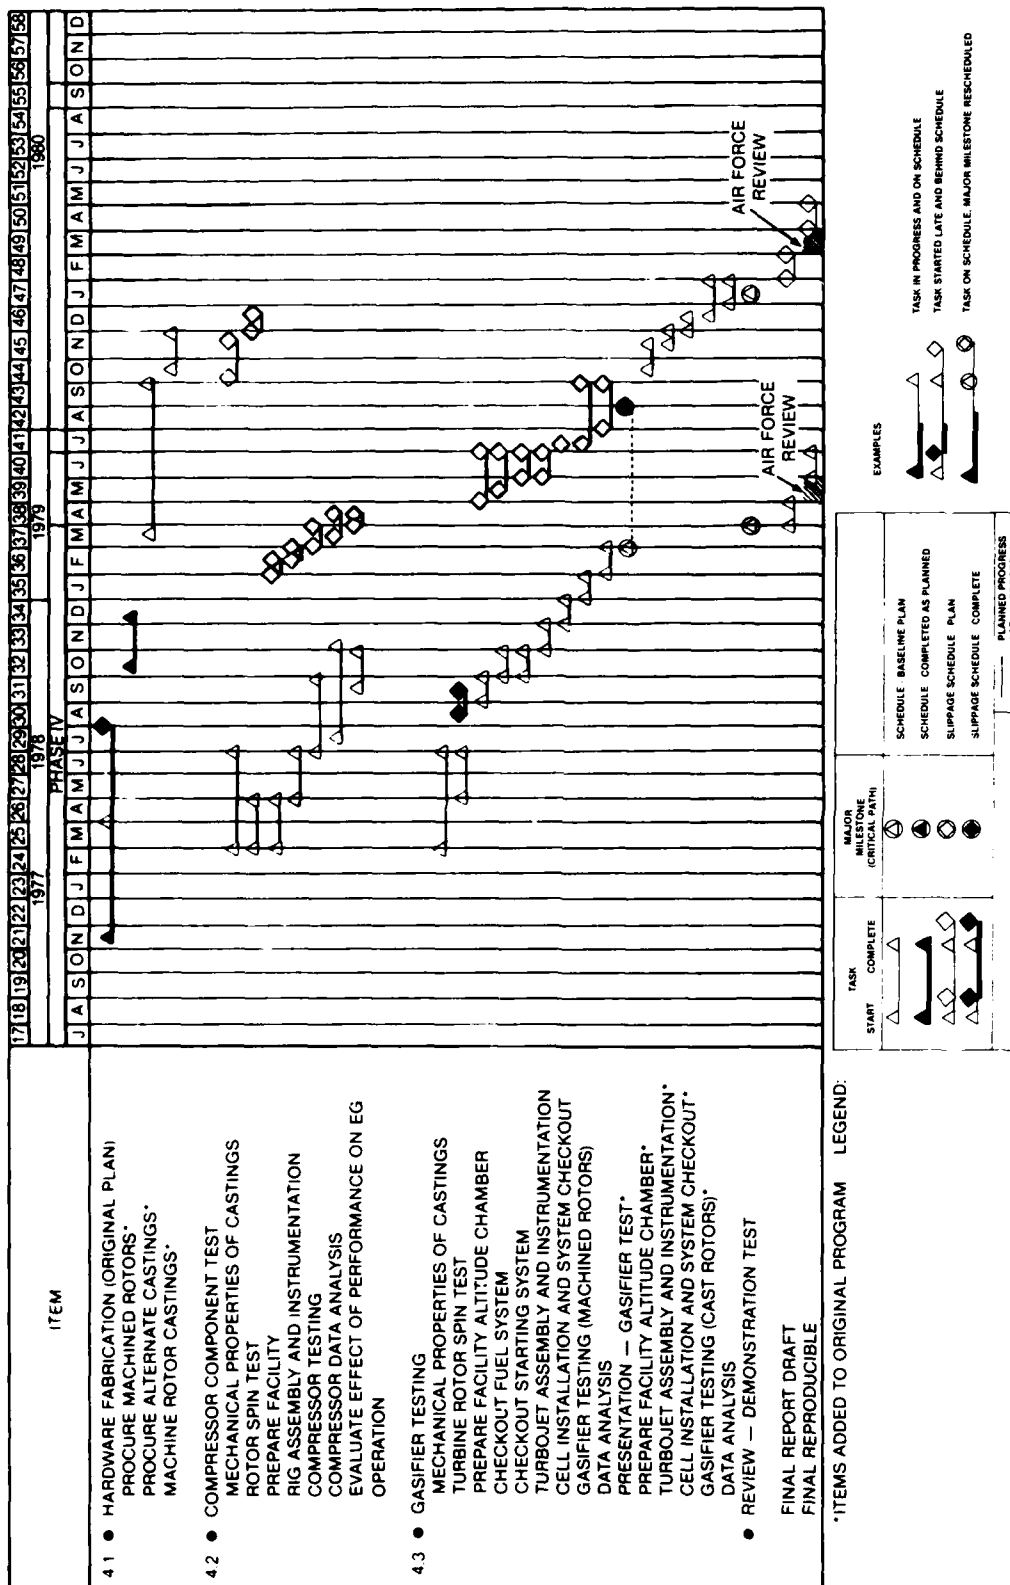 ITEM
17 18 19 20 21 22 23 24 25 26 27 28 29 30 31 32 33 34 35 36 37 38 39 40 41 42 43 44 45 46 47 48 49 50 51 52 53 54 55 56 57 58
1977 1978 1979 1980
PHASE IV
J A S O N D J F M A M J J A S O N D J F M A M J J A S O N D J F M A M J J A S O N D
4.1 ● HARDWARE FABRICATION (ORIGINAL PLAN)
PROCURE MACHINED ROTORS*
PROCURE ALTERNATE CASTINGS*
MACHINE ROTOR CASTINGS*
4.2 ● COMPRESSOR COMPONENT TEST
MECHANICAL PROPERTIES OF CASTINGS
ROTOR SPIN TEST
PREPARE FACILITY
RIG ASSEMBLY AND INSTRUMENTATION
COMPRESSOR TESTING
COMPRESSOR DATA ANALYSIS
EVALUATE EFFECT OF PERFORMANCE ON EG
OPERATION
4.3 ● GASIFIER TESTING
MECHANICAL PROPERTIES OF CASTINGS
TURBINE ROTOR SPIN TEST
PREPARE FACILITY ALTITUDE CHAMBER
CHECKOUT FUEL SYSTEM
CHECKOUT STARTING SYSTEM
TURBOJET ASSEMBLY AND INSTRUMENTATION
CELL INSTALLATION AND SYSTEM CHECKOUT
GASIFIER TESTING (MACHINED ROTORS)
DATA ANALYSIS
PRESENTATION — GASIFIER TEST*
PREPARE FACILITY ALTITUDE CHAMBER*
TURBOJET ASSEMBLY AND INSTRUMENTATION*
CELL INSTALLATION AND SYSTEM CHECKOUT*
GASIFIER TESTING (CAST ROTORS)*
DATA ANALYSIS
● REVIEW — DEMONSTRATION TEST
FINAL REPORT DRAFT
FINAL REPRODUCIBLE
AIR FORCE
REVIEW
AIR FORCE
REVIEW
*ITEMS ADDED TO ORIGINAL PROGRAM
LEGEND:
TASK
START COMPLETE
MAJOR
MILESTONE
(CRITICAL PATH)
SCHEDULE - BASELINE PLAN
SCHEDULE COMPLETED AS PLANNED
SLIPPAGE SCHEDULE PLAN
SLIPPAGE SCHEDULE COMPLETE
PLANNED PROGRESS
EXAMPLES
TASK IN PROGRESS AND ON SCHEDULE
TASK STARTED LATE AND BEHIND SCHEDULE
TASK ON SCHEDULE, MAJOR MILESTONE RESCHEDULED